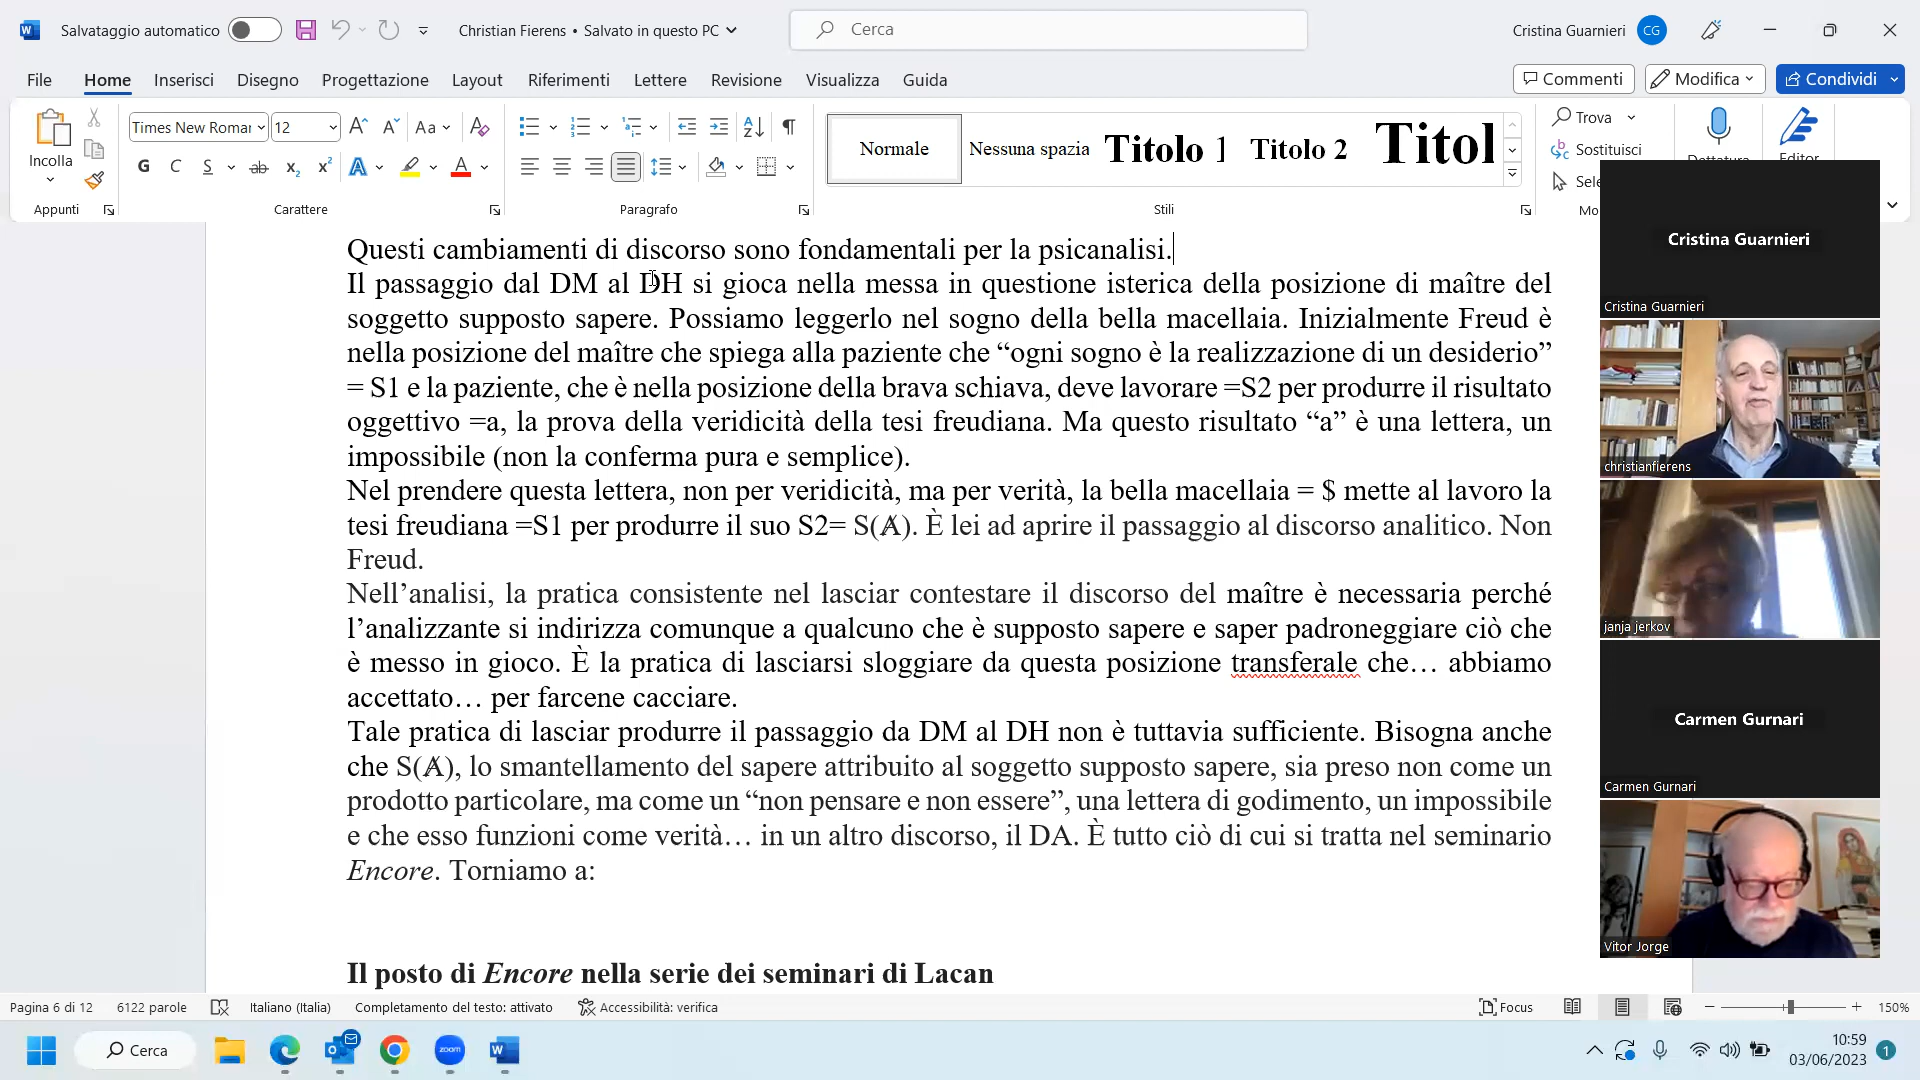 Salvataggio automatico
Christian Fierens • Salvato in questo PC
Cerca
Cristina Guarnieri
CG
File
Home
Inserisci
Disegno
Progettazione
Layout
Riferimenti
Lettere
Revisione
Visualizza
Guida
Commenti
Modifica
Condividi
Incolla
Times New Roman
12
Normale
Nessuna spazia
Titolo 1
Titolo 2
Titol
Trova
Sostituisci
Appunti
Carattere
Paragrafo
Stili
Questi cambiamenti di discorso sono fondamentali per la psicanalisi.
Il passaggio dal DM al DH si gioca nella messa in questione isterica della posizione di maître del
soggetto supposto sapere. Possiamo leggerlo nel sogno della bella macellaia. Inizialmente Freud è
nella posizione del maître che spiega alla paziente che “ogni sogno è la realizzazione di un desiderio”
= S1 e la paziente, che è nella posizione della brava schiava, deve lavorare =S2 per produrre il risultato
oggettivo =a, la prova della veridicità della tesi freudiana. Ma questo risultato “a” è una lettera, un
impossibile (non la conferma pura e semplice).
Nel prendere questa lettera, non per veridicità, ma per verità, la bella macellaia = $ mette al lavoro la
tesi freudiana =S1 per produrre il suo S2= S(Ⱥ). È lei ad aprire il passaggio al discorso analitico. Non
Freud.
Nell’analisi, la pratica consistente nel lasciar contestare il discorso del maître è necessaria perché
l’analizzante si indirizza comunque a qualcuno che è supposto sapere e saper padroneggiare ciò che
è messo in gioco. È la pratica di lasciarsi sloggiare da questa posizione transferale che… abbiamo
accettato… per farcene cacciare.
Tale pratica di lasciar produrre il passaggio da DM al DH non è tuttavia sufficiente. Bisogna anche
che S(Ⱥ), lo smantellamento del sapere attribuito al soggetto supposto sapere, sia preso non come un
prodotto particolare, ma come un “non pensare e non essere”, una lettera di godimento, un impossibile
e che esso funzioni come verità… in un altro discorso, il DA. È tutto ciò di cui si tratta nel seminario
Encore. Torniamo a:
Il posto di Encore nella serie dei seminari di Lacan
Cristina Guarnieri
Cristina Guarnieri
christianfierens
janja jerkov
Carmen Gurnari
Carmen Gurnari
Vitor Jorge
Pagina 6 di 12
6122 parole
Italiano (Italia)
Completamento del testo: attivato
Accessibilità: verifica
Focus
150%
Cerca
zoom
10:59
03/06/2023
1